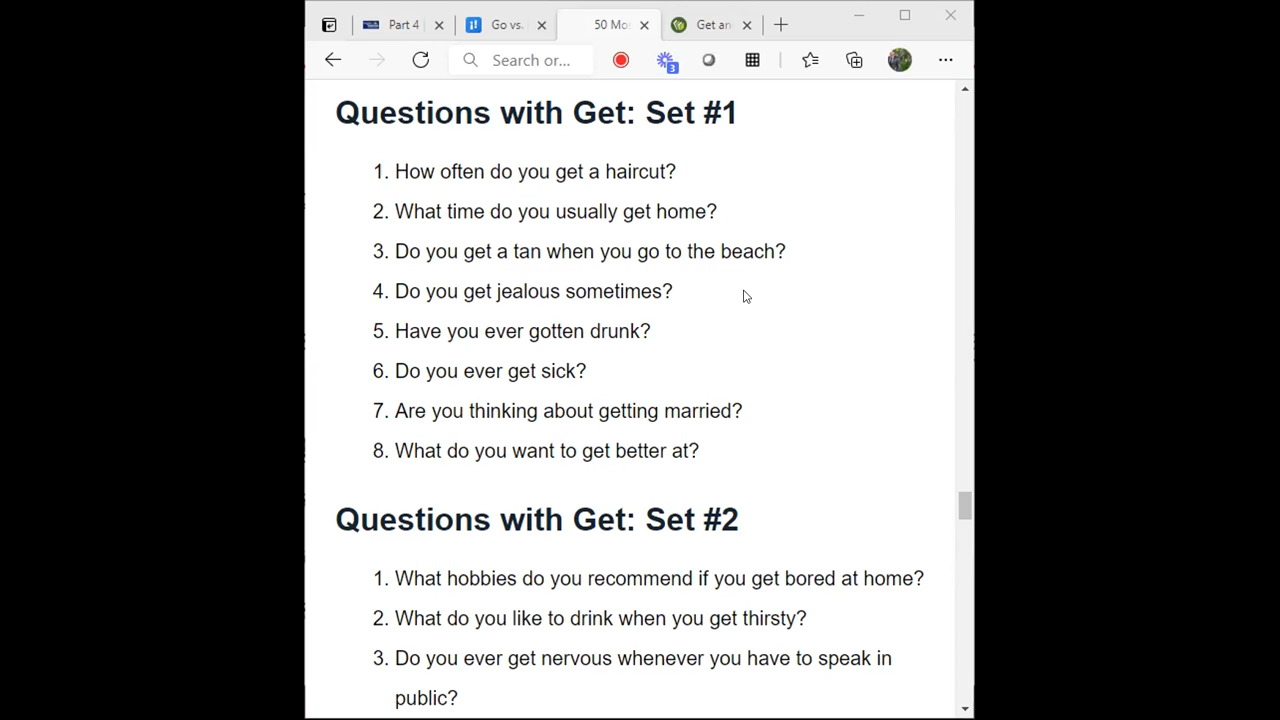 Part 4
Go vs.
50 Mo
Get an
Search or...
3
Questions with Get: Set #1
1. How often do you get a haircut?
2. What time do you usually get home?
3. Do you get a tan when you go to the beach?
4. Do you get jealous sometimes?
5. Have you ever gotten drunk?
6. Do you ever get sick?
7. Are you thinking about getting married?
8. What do you want to get better at?
Questions with Get: Set #2
1. What hobbies do you recommend if you get bored at home?
2. What do you like to drink when you get thirsty?
3. Do you ever get nervous whenever you have to speak in
public?